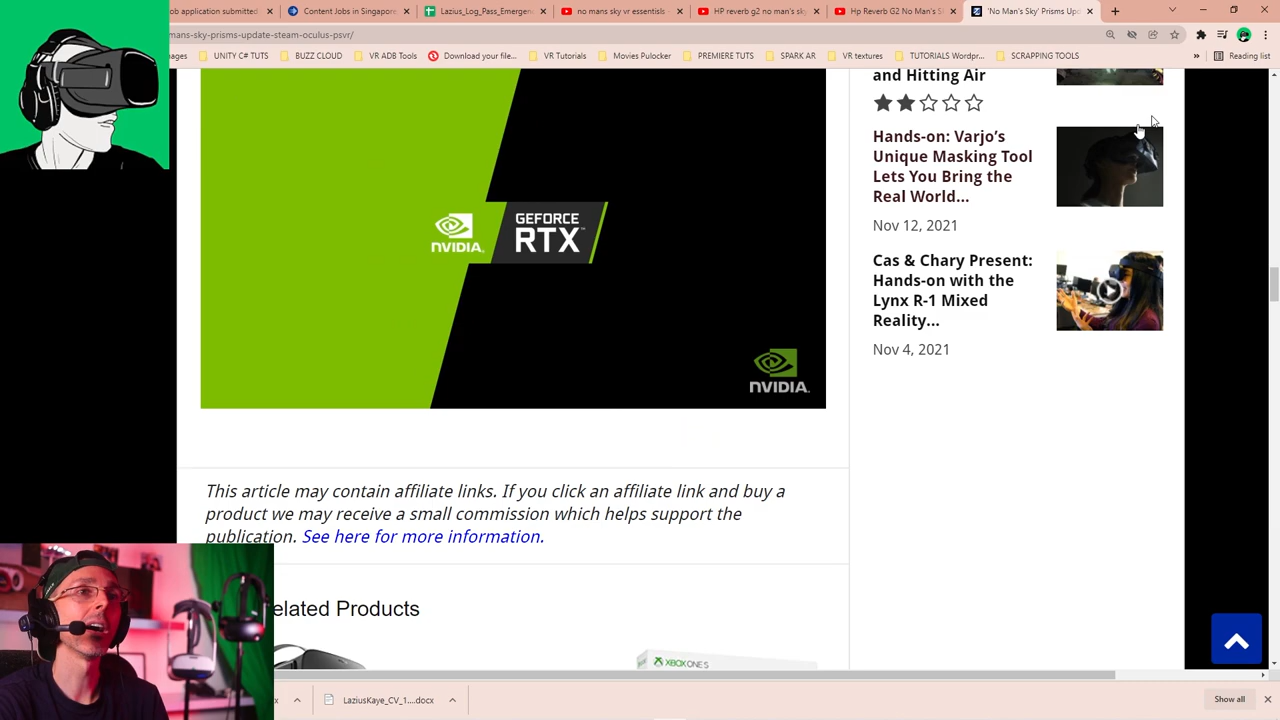 ob application submitted
Content Jobs in Singapore
Lazius_Log_Pass_Emergen
no mans sky vr essentials -
HP reverb g2 no man's sky
Hp Reverb G2 No Man's S
'No Man's Sky' Prisms Up
mans-sky-prisms-update-steam-oculus-psvr/
ages
UNITY C# TUTS
BUZZ CLOUD
VR ADB Tools
Download your file...
VR Tutorials
Movies Pulocker
PREMIERE TUTS
SPARK AR
VR textures
TUTORIALS Wordpr...
SCRAPPING TOOLS
»
Reading list
NVIDIA.
GEFORCE
RTX
NVIDIA.
and Hitting Air
Hands-on: Varjo's
Unique Masking Tool
Lets You Bring the
Real World...
Nov 12, 2021
Cas & Chary Present:
Hands-on with the
Lynx R-1 Mixed
Reality...
Nov 4, 2021
This article may contain affiliate links. If you click an affiliate link and buy a
product we may receive a small commission which helps support the
publication. See here for more information.
elated Products
XBOX ONE S
LaziusKaye_CV_1....docx
Show all